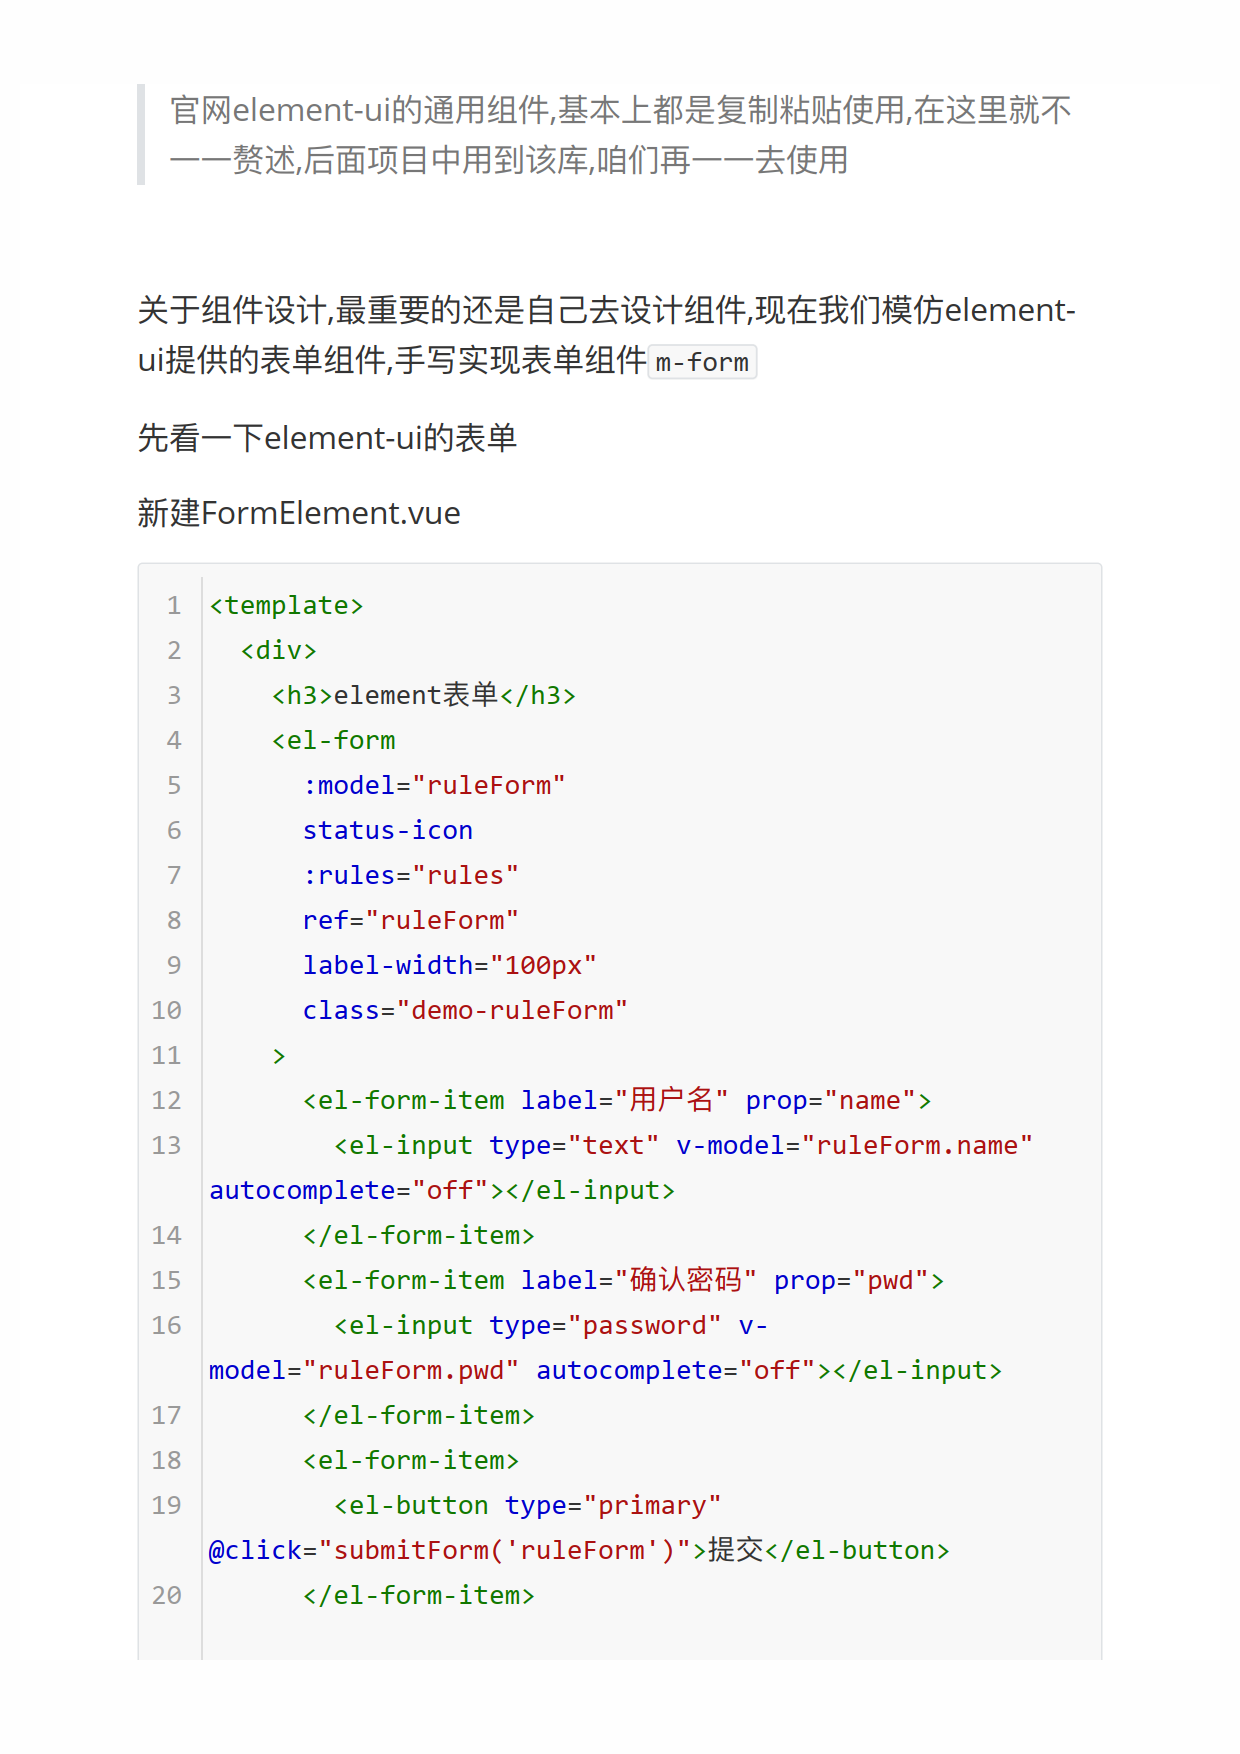 官网element-ui的通用组件,基本上都是复制粘贴使用,在这里就不
一一赘述,后面项目中用到该库,咱们再一一去使用
关于组件设计,最重要的还是自己去设计组件,现在我们模仿element-
ui提供的表单组件,手写实现表单组件m-form
先看一下element-ui的表单
新建FormElement.vue
1 <template>
2   <div>
3     <h3>element表单</h3>
4     <el-form
5       :model="ruleForm"
6       status-icon
7       :rules="rules"
8       ref="ruleForm"
9       label-width="100px"
10       class="demo-ruleForm"
11     >
12       <el-form-item label="用户名" prop="name">
13         <el-input type="text" v-model="ruleForm.name"
autocomplete="off"></el-input>
14       </el-form-item>
15       <el-form-item label="确认密码" prop="pwd">
16         <el-input type="password" v-
model="ruleForm.pwd" autocomplete="off"></el-input>
17       </el-form-item>
18       <el-form-item>
19         <el-button type="primary"
@click="submitForm('ruleForm')">提交</el-button>
20       </el-form-item>